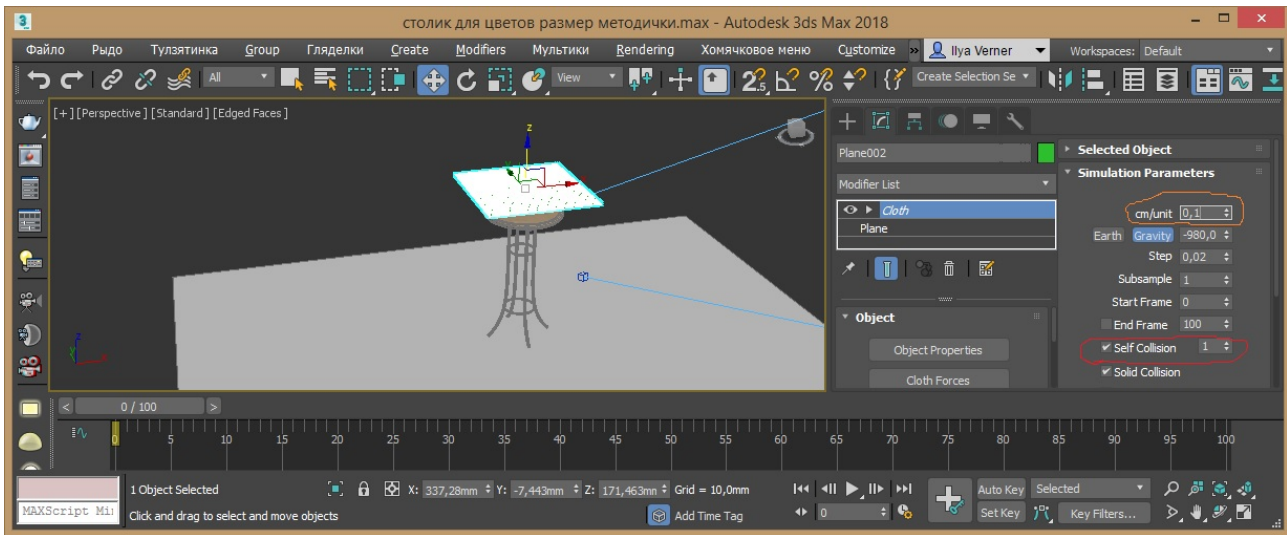 столик для цветов размер методички.max - Autodesk 3ds Max 2018
Файло Рыдо Тулзятинка Group Гляделки Create Modifiers Мультики Rendering Хомячковое меню Customize » Ilya Verner Workspaces: Default
All View Create Selection Se
[+] [Perspective] [Standard] [Edged Faces]
Plane002
Modifier List
Cloth
Plane
Object
Object Properties
Cloth Forces
Selected Object
Simulation Parameters
cm/unit 0,1
Earth Gravity -980,0
Step 0,02
Subsample 1
Start Frame 0
End Frame 100
Self Collision 1
Solid Collision
z
z
< 0 / 100 >
0 5 10 15 20 25 30 35 40 45 50 55 60 65 70 75 80 85 90 95 100
1 Object Selected X: 337,28mm Y: -7,443mm Z: 171,463mm Grid = 10,0mm Auto Key Selected
MAXScript Mi Click and drag to select and move objects Add Time Tag 0 Set Key Key Filters...